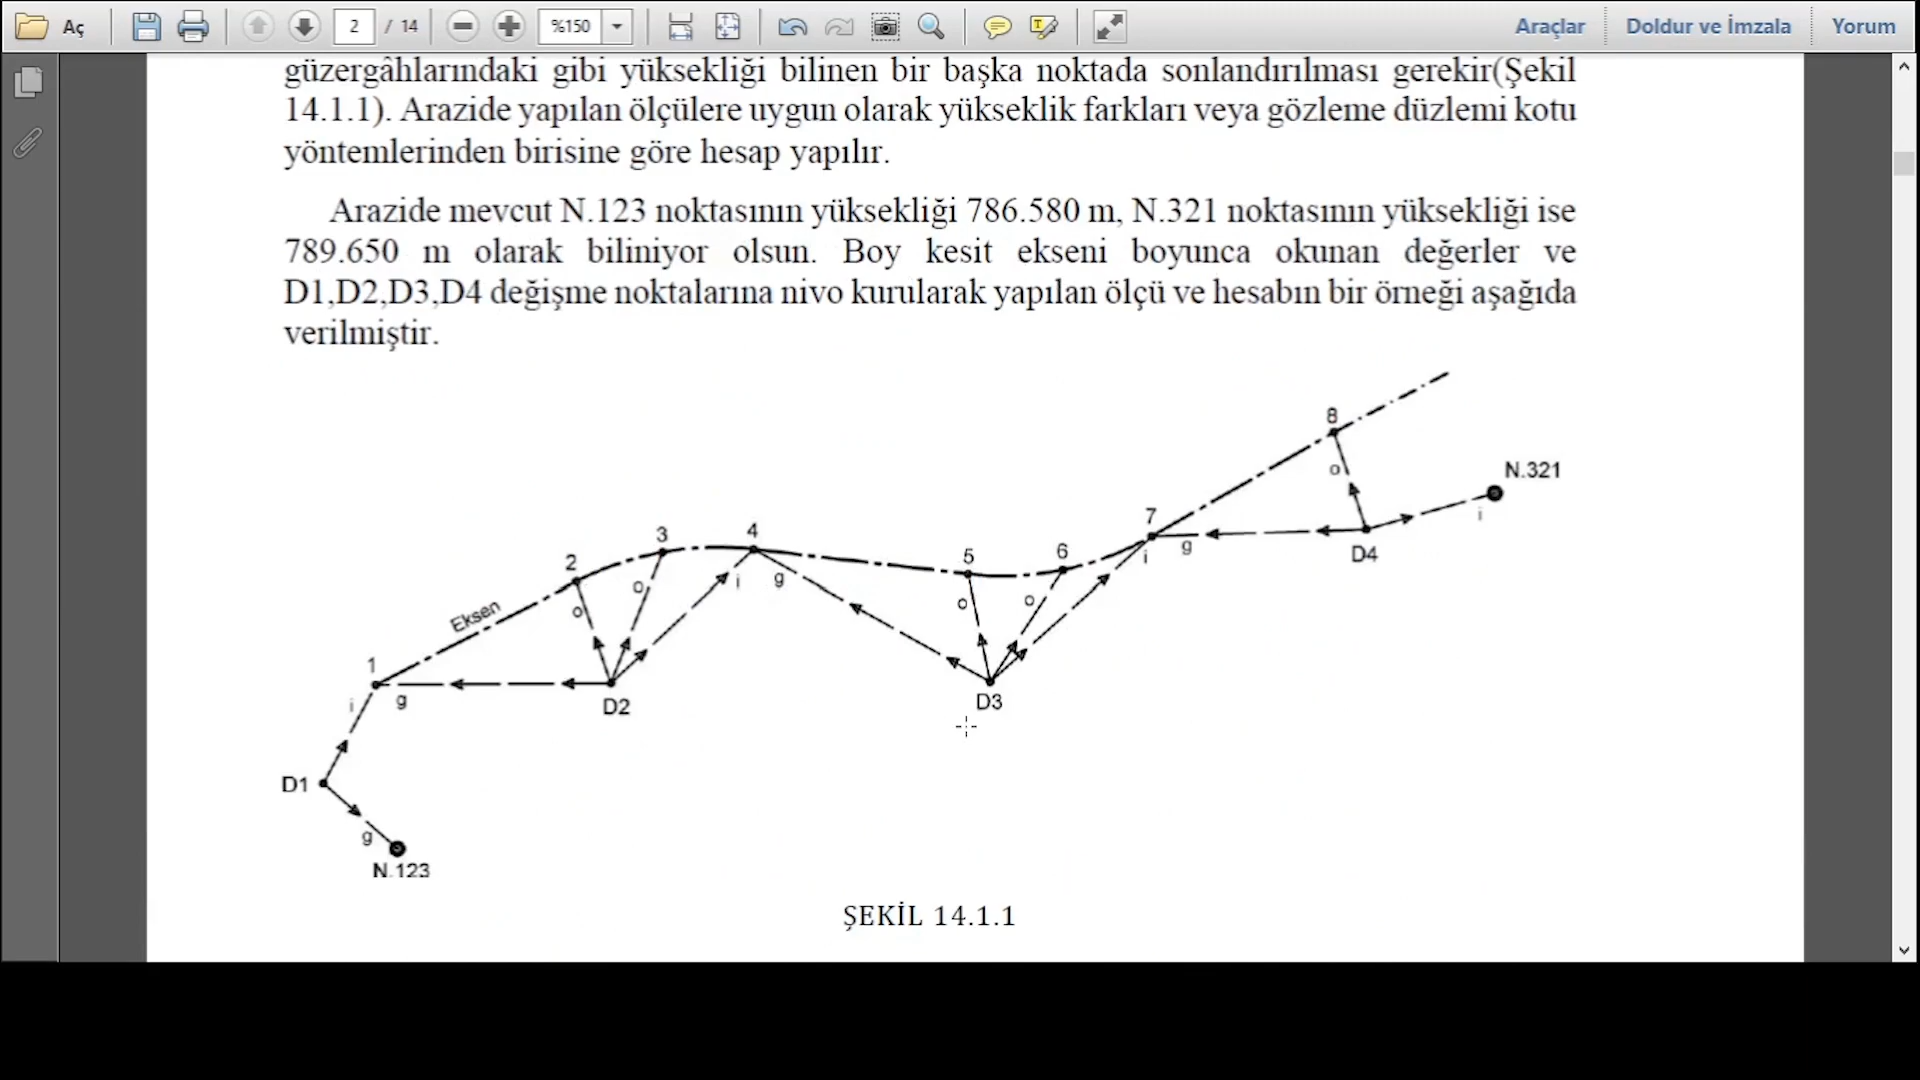 Aç
2 / 14
%150
Araçlar
Doldur ve İmzala
Yorum
güzergâhlarındaki gibi yüksekliği bilinen bir başka noktada sonlandırılması gerekir(Şekil
14.1.1). Arazide yapılan ölçülere uygun olarak yükseklik farkları veya gözleme düzlemi kotu
yöntemlerinden birisine göre hesap yapılır.
Arazide mevcut N.123 noktasının yüksekliği 786.580 m, N.321 noktasının yüksekliği ise
789.650 m olarak biliniyor olsun. Boy kesit ekseni boyunca okunan değerler ve
D1,D2,D3,D4 değişme noktalarına nivo kurularak yapılan ölçü ve hesabın bir örneği aşağıda
verilmiştir.
8
o
N.321
i
7
i
g
D4
2
3
4
o
o
i
g
5
6
o
o
Eksen
1
i
g
D2
D3
D1
g
N.123
ŞEKİL 14.1.1